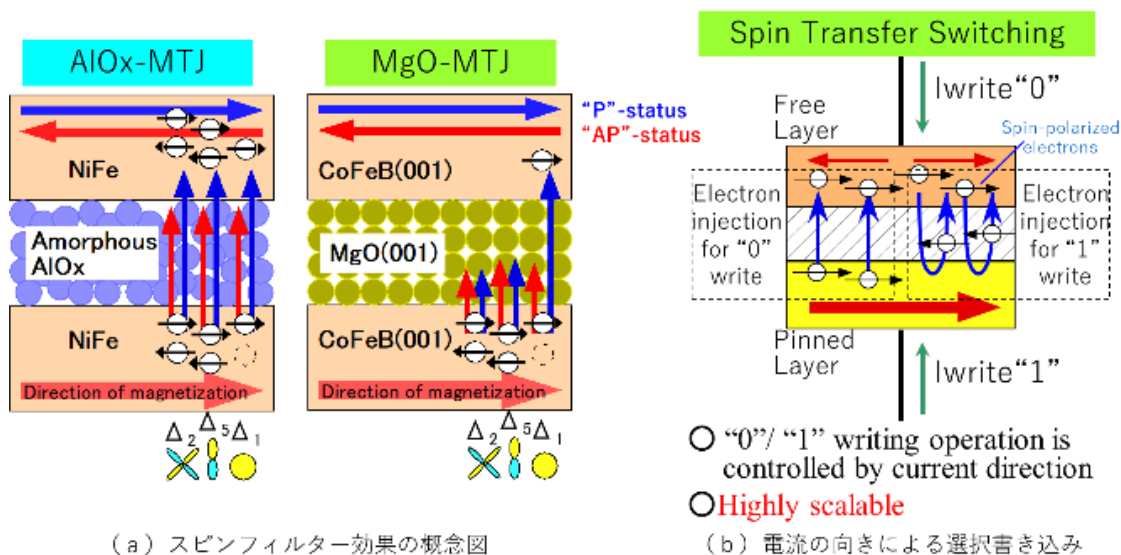 AlOx-MTJ
MgO-MTJ
Spin Transfer Switching
"P"-status
"AP"-status
NiFe
CoFeB(001)
Amorphous
AlOx
MgO(001)
NiFe
CoFeB(001)
Direction of magnetization
Direction of magnetization
Δ2 Δ5 Δ1
Δ2 Δ5 Δ1
(a) スピンフィルター効果の概念図
Iwrite"0"
Free
Layer
Spin-polarized
electrons
Electron
injection
for "0"
write
Electron
injection
for "1"
write
Pinned
Layer
Iwrite"1"
○ "0"/ "1" writing operation is
controlled by current direction
○Highly scalable
(b) 電流の向きによる選択書き込み